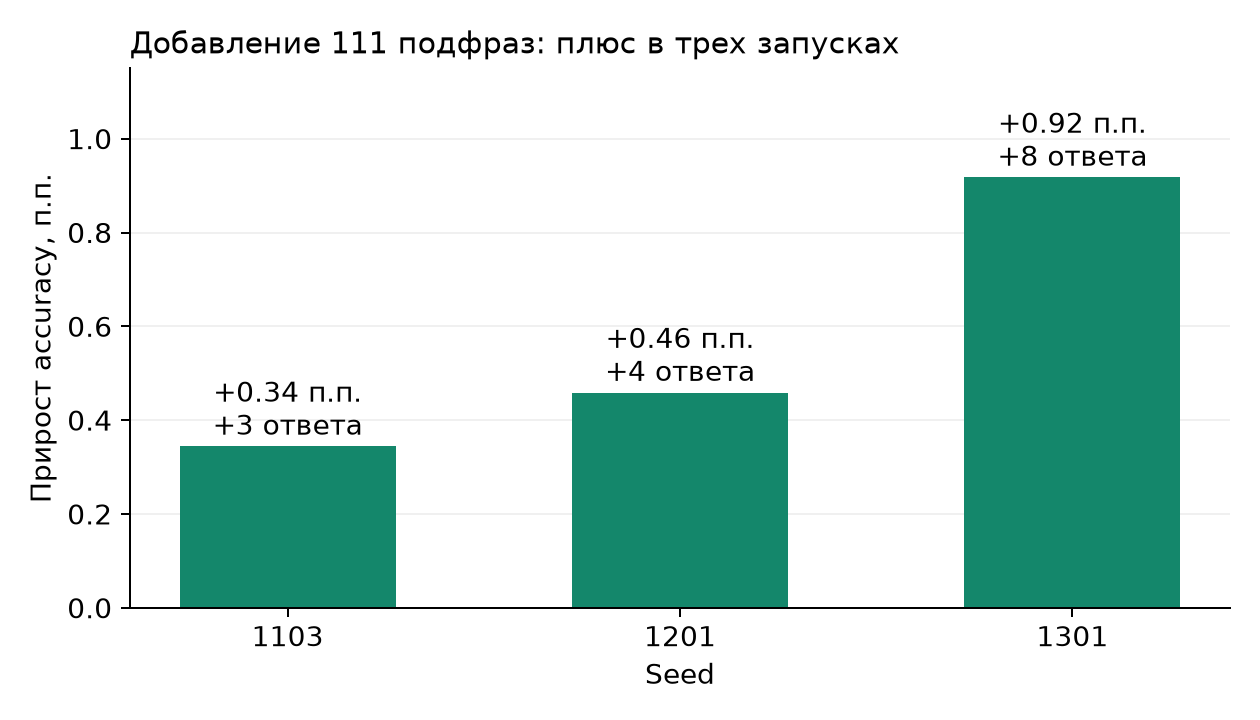 Добавление 111 подфраз: плюс в трех запусках
Прирост accuracy, п.п.
1.0
0.8
0.6
0.4
0.2
0.0
+0.34 п.п.
+3 ответа
+0.46 п.п.
+4 ответа
+0.92 п.п.
+8 ответа
1103
1201
1301
Seed